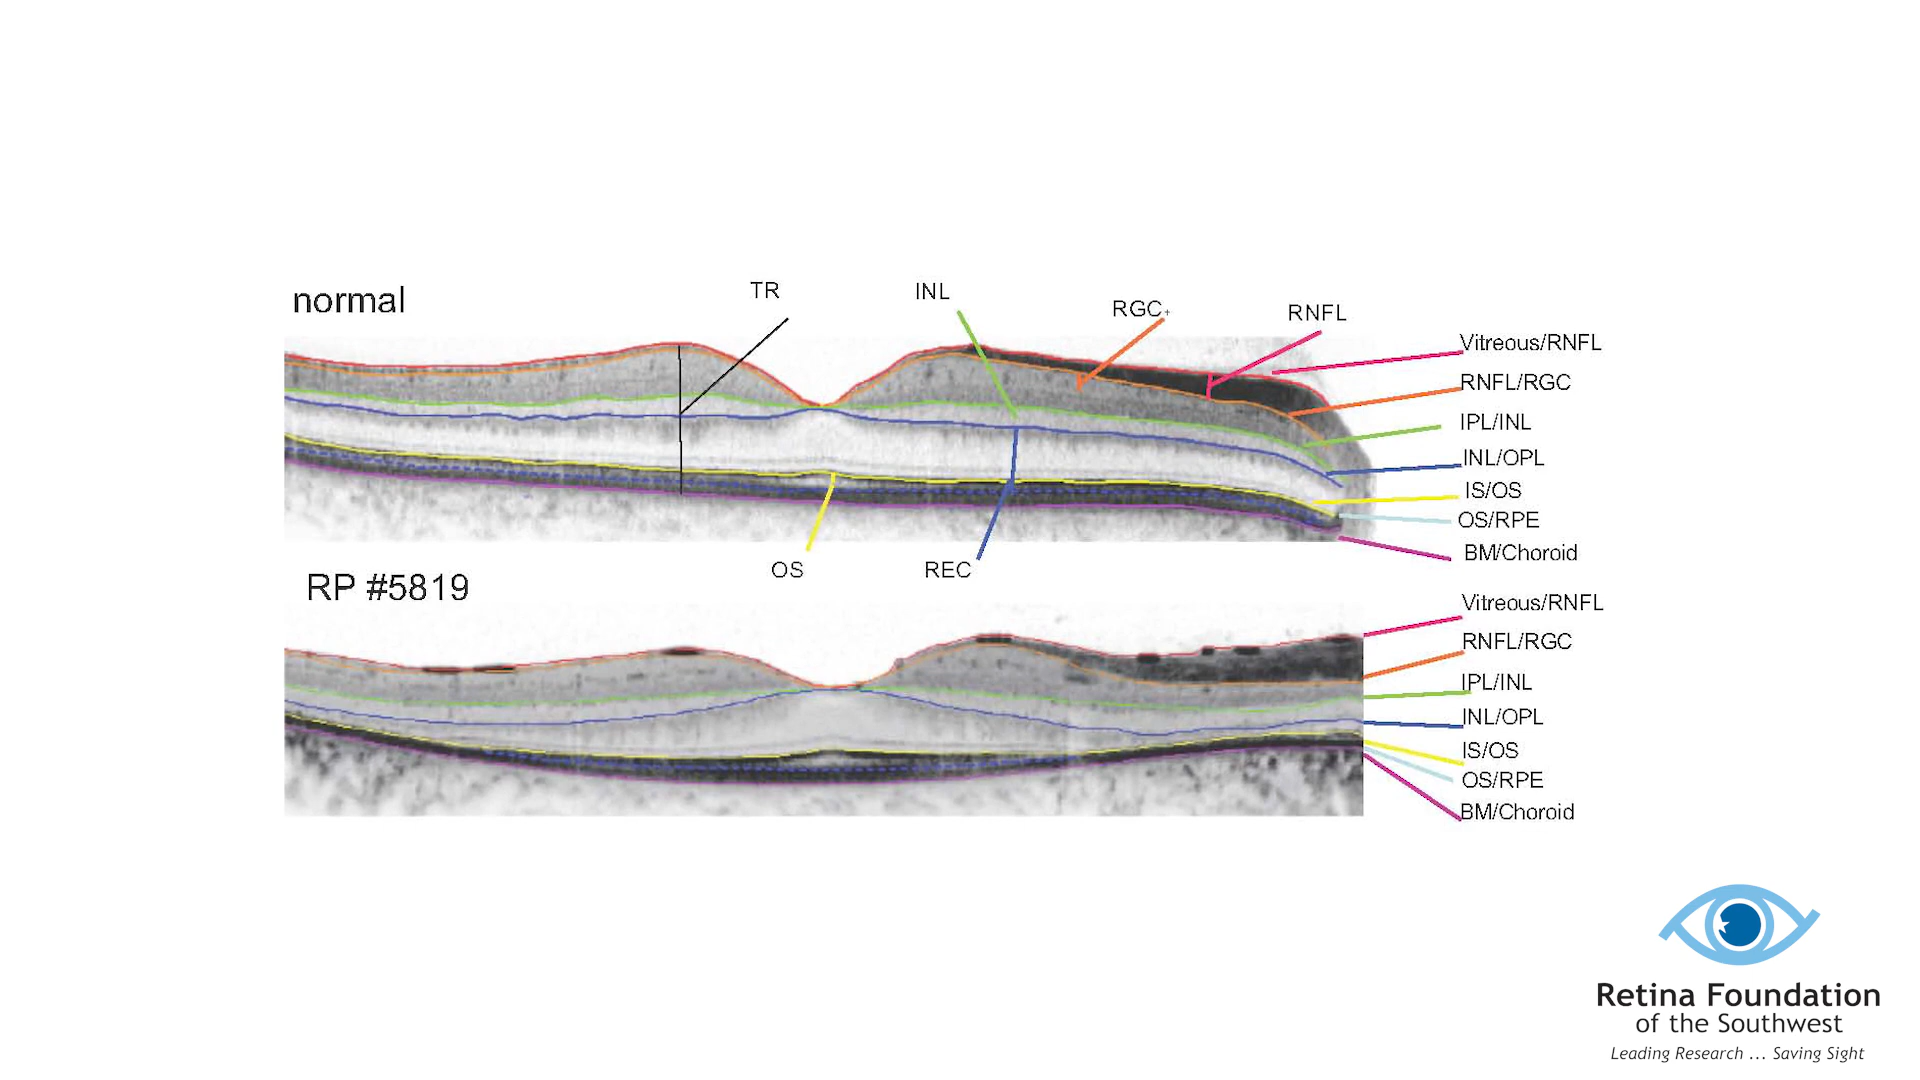 normal
TR
INL
RGC+
RNFL
Vitreous/RNFL
RNFL/RGC
IPL/INL
INL/OPL
IS/OS
OS/RPE
BM/Choroid
OS
REC
RP #5819
Vitreous/RNFL
RNFL/RGC
IPL/INL
INL/OPL
IS/OS
OS/RPE
BM/Choroid
Retina Foundation
of the Southwest
Leading Research ... Saving Sight